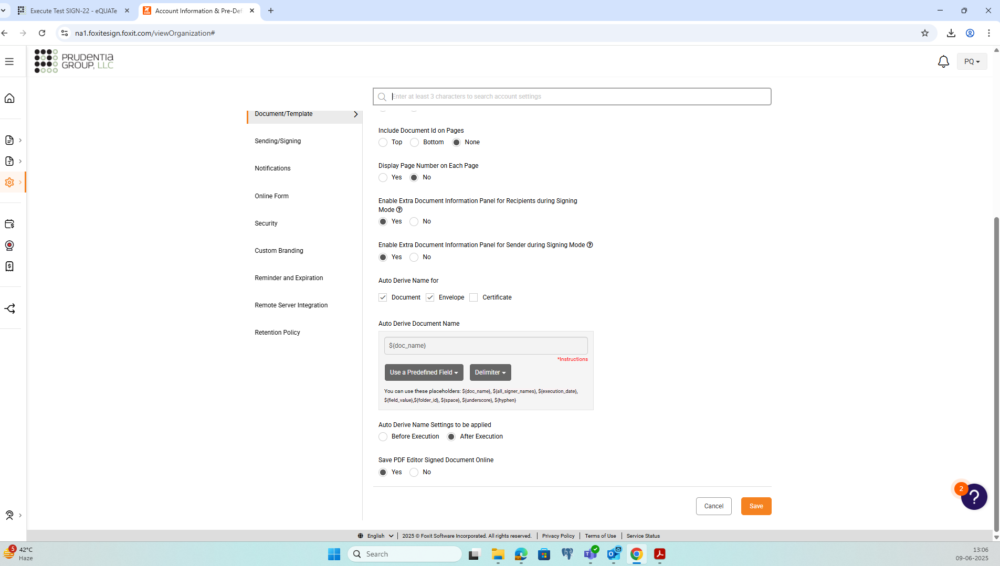 Execute Test SIGN-22 - eQUATe
Account Information & Pre-Def
na1.foxitesign.foxit.com/viewOrganization#
PRUDENTIA
GROUP, LLC
PQ
Enter at least 3 characters to search account settings
Document/Template
Sending/Signing
Notifications
Online Form
Security
Custom Branding
Reminder and Expiration
Remote Server Integration
Retention Policy
Include Document Id on Pages
Top Bottom None
Display Page Number on Each Page
Yes No
Enable Extra Document Information Panel for Recipients during Signing
Mode
Yes No
Enable Extra Document Information Panel for Sender during Signing Mode
Yes No
Auto Derive Name for
Document Envelope Certificate
Auto Derive Document Name
${doc_name}
*Instructions
Use a Predefined Field Delimiter
You can use these placeholders: ${doc_name}, ${all_signer_names}, ${execution_date},
${field_value},${folder_id}, ${space}, ${underscore}, ${hyphen}
Auto Derive Name Settings to be applied
Before Execution After Execution
Save PDF Editor Signed Document Online
Yes No
2
Cancel Save
English 2025 © Foxit Software Incorporated. All rights reserved. Privacy Policy Terms of Use Service Status
5
42°C
Haze
Search
13:06
09-06-2025